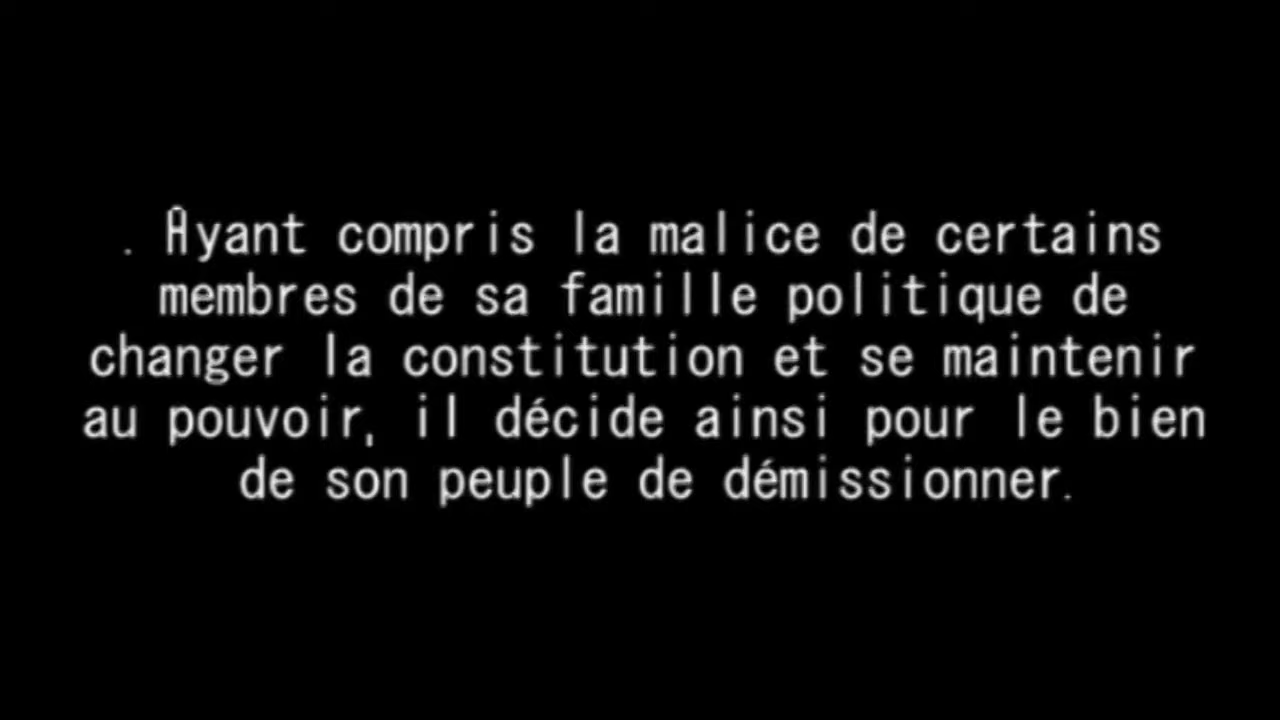 . Ayant compris la malice de certains
membres de sa famille politique de
changer la constitution et se maintenir
au pouvoir, il décide ainsi pour le bien
de son peuple de démissionner.